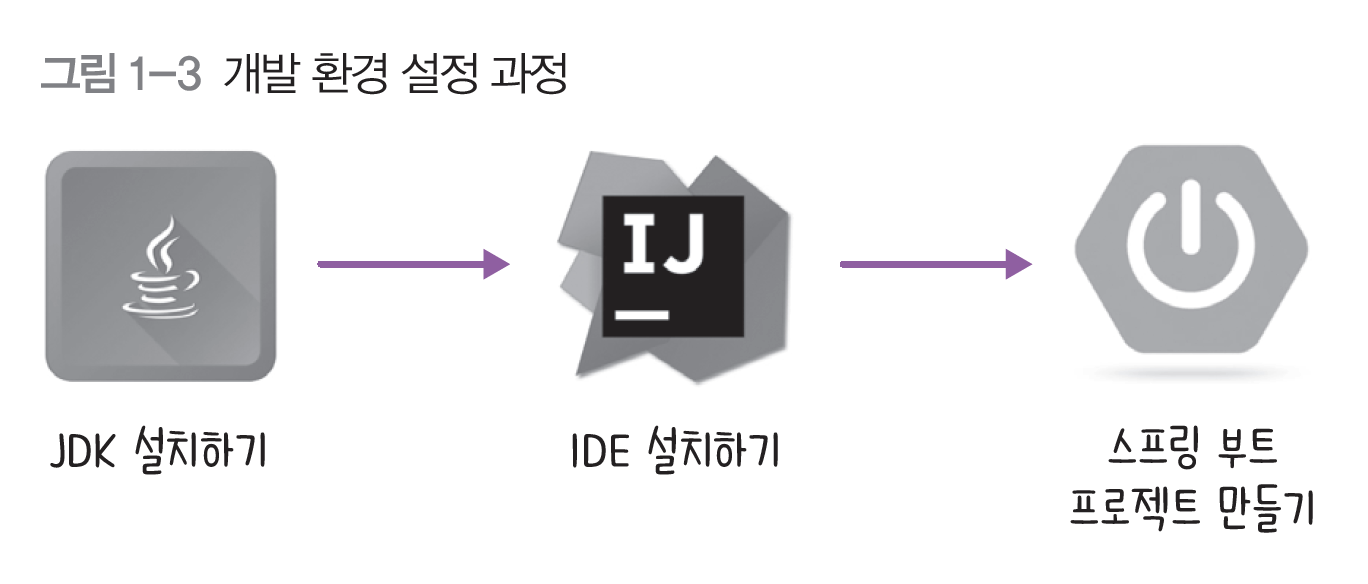 그림 1-3 개발 환경 설정 과정
IJ
JDK 설치하기
IDE 설치하기
스프링 부트
프로젝트 만들기